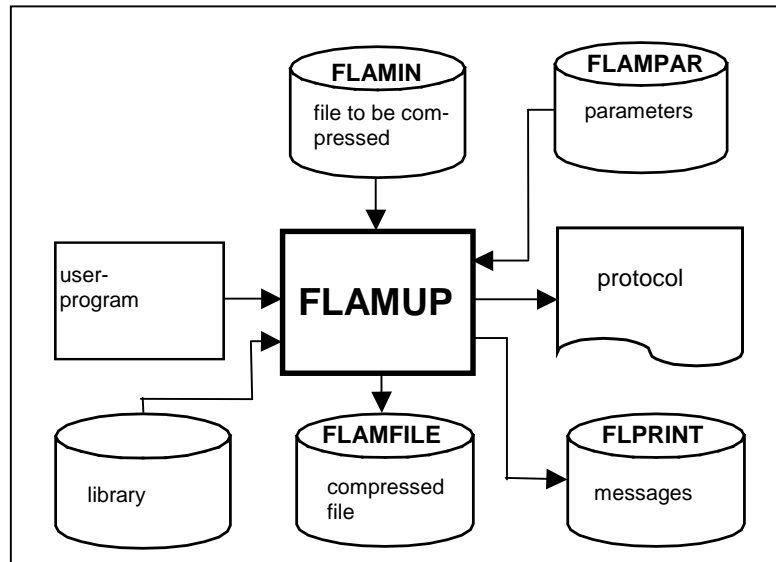 FLAMIN
file to be com-
pressed
FLAMPAR
parameters
user-
program
FLAMUP
protocol
library
FLAMFILE
compressed
file
FLPRINT
messages